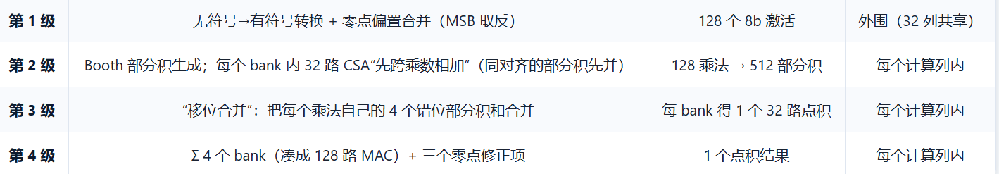 第 1 级 无符号→有符号转换 + 零点偏置合并（MSB 取反） 128 个 8b 激活 外围（32 列共享）
第 2 级 Booth 部分积生成；每个 bank 内 32 路 CSA“先跨乘数相加”（同对齐的部分积先并） 128 乘法 → 512 部分积 每个计算列内
第 3 级 “移位合并”：把每个乘法自己的 4 个错位部分积和合并 每 bank 得 1 个 32 路点积 每个计算列内
第 4 级 Σ 4 个 bank（凑成 128 路 MAC）+ 三个零点修正项 1 个点积结果 每个计算列内